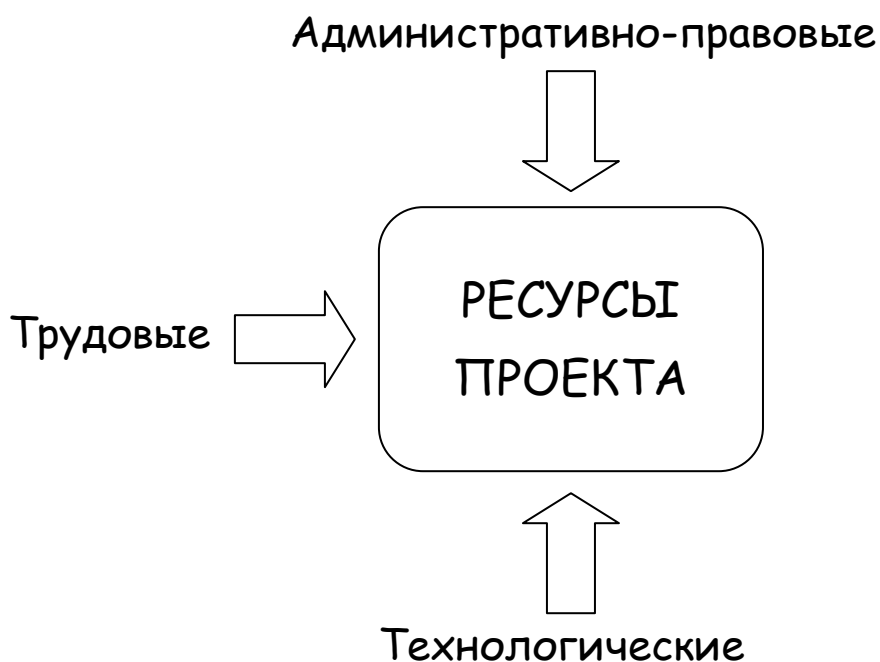 Административно-правовые
РЕСУРСЫ
Трудовые
ПРОЕКТА
Технологические